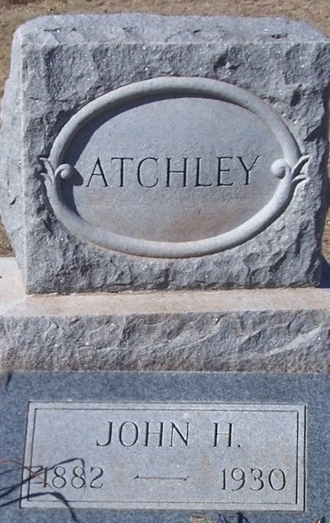 ATCHLEY
JOHN H.
1882 — 1930